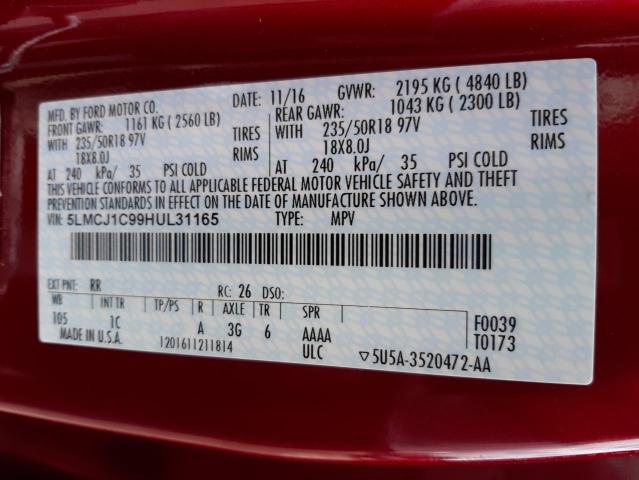 MFD. BY FORD MOTOR CO. DATE: 11/16 GVWR: 2195 KG ( 4840 LB)
FRONT GAWR: 1161 KG ( 2560 LB) REAR GAWR: 1043 KG ( 2300 LB)
WITH 235/50R18 97V TIRES WITH 235/50R18 97V TIRES
18X8.0J RIMS 18X8.0J RIMS
AT 240 kPa/ 35 PSI COLD AT 240 kPa/ 35 PSI COLD
THIS VEHICLE CONFORMS TO ALL APPLICABLE FEDERAL MOTOR VEHICLE SAFETY AND THEFT
PREVENTION STANDARDS IN EFFECT ON THE DATE OF MANUFACTURE SHOWN ABOVE.
VIN: 5LMCJ1C99HUL31165 TYPE: MPV
EXT PNT: RR RC: 26 DSO:
WB INT TR TP/PS R AXLE TR SPR
105 1C A 3G 6 AAAA F0039
MADE IN U.S.A. 1201611211814 ULC T0173
▽5U5A-3520472-AA